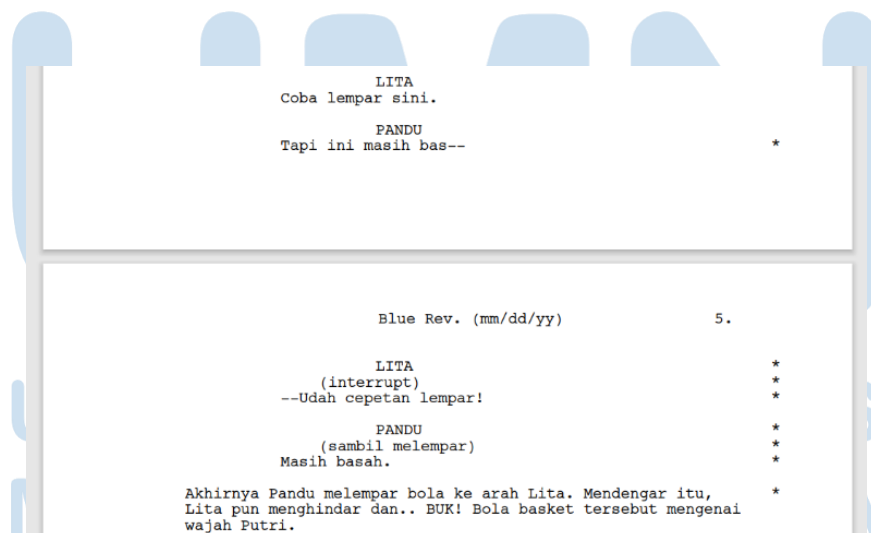 LITA
Coba lempar sini.
PANDU
Tapi ini masih bas-- *
Blue Rev. (mm/dd/yy) 5.
LITA *
(interrupt) *
--Udah cepetan lempar! *
PANDU *
(sambil melempar) *
Masih basah. *
Akhirnya Pandu melempar bola ke arah Lita. Mendengar itu, *
Lita pun menghindar dan.. BUK! Bola basket tersebut mengenai
wajah Putri.